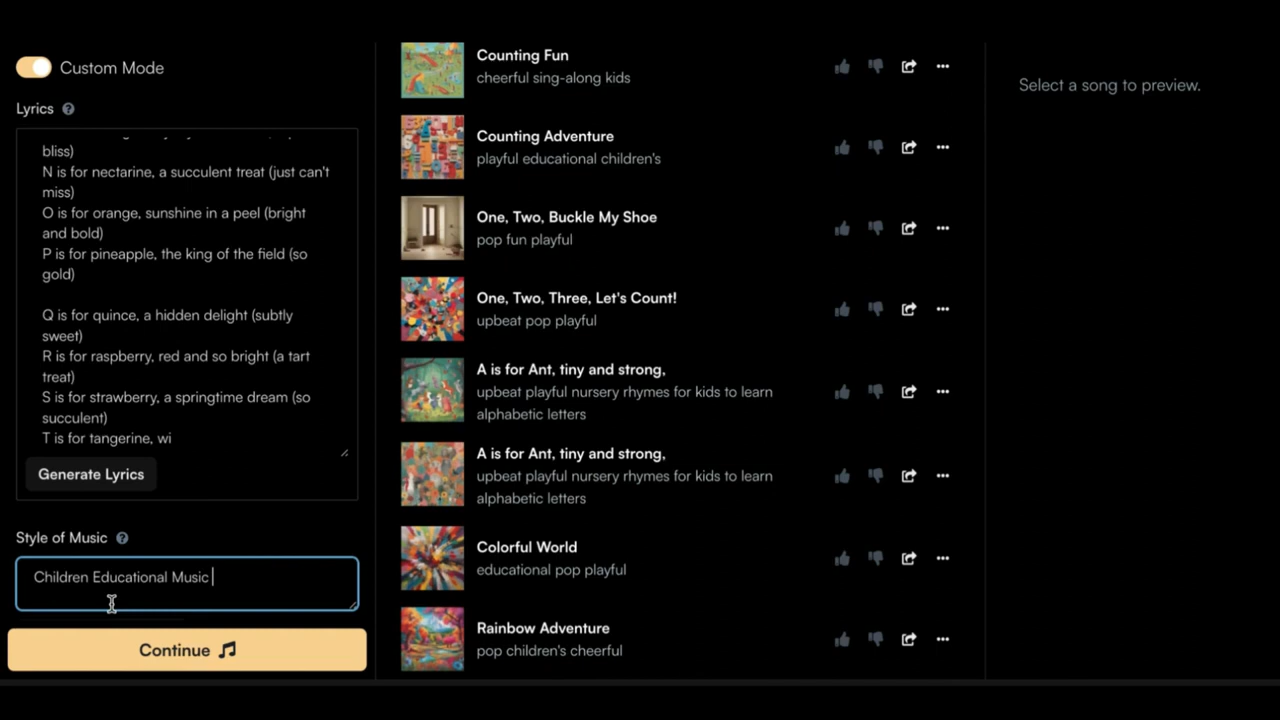 Custom Mode
Lyrics
bliss)
N is for nectarine, a succulent treat (just can't
miss)
O is for orange, sunshine in a peel (bright
and bold)
P is for pineapple, the king of the field (so
gold)
Q is for quince, a hidden delight (subtly
sweet)
R is for raspberry, red and so bright (a tart
treat)
S is for strawberry, a springtime dream (so
succulent)
T is for tangerine, wi
Generate Lyrics
Style of Music
Children Educational Music
Continue
Counting Fun
cheerful sing-along kids
Counting Adventure
playful educational children's
One, Two, Buckle My Shoe
pop fun playful
One, Two, Three, Let's Count!
upbeat pop playful
A is for Ant, tiny and strong,
upbeat playful nursery rhymes for kids to learn
alphabetic letters
A is for Ant, tiny and strong,
upbeat playful nursery rhymes for kids to learn
alphabetic letters
Colorful World
educational pop playful
Rainbow Adventure
pop children's cheerful
Select a song to preview.